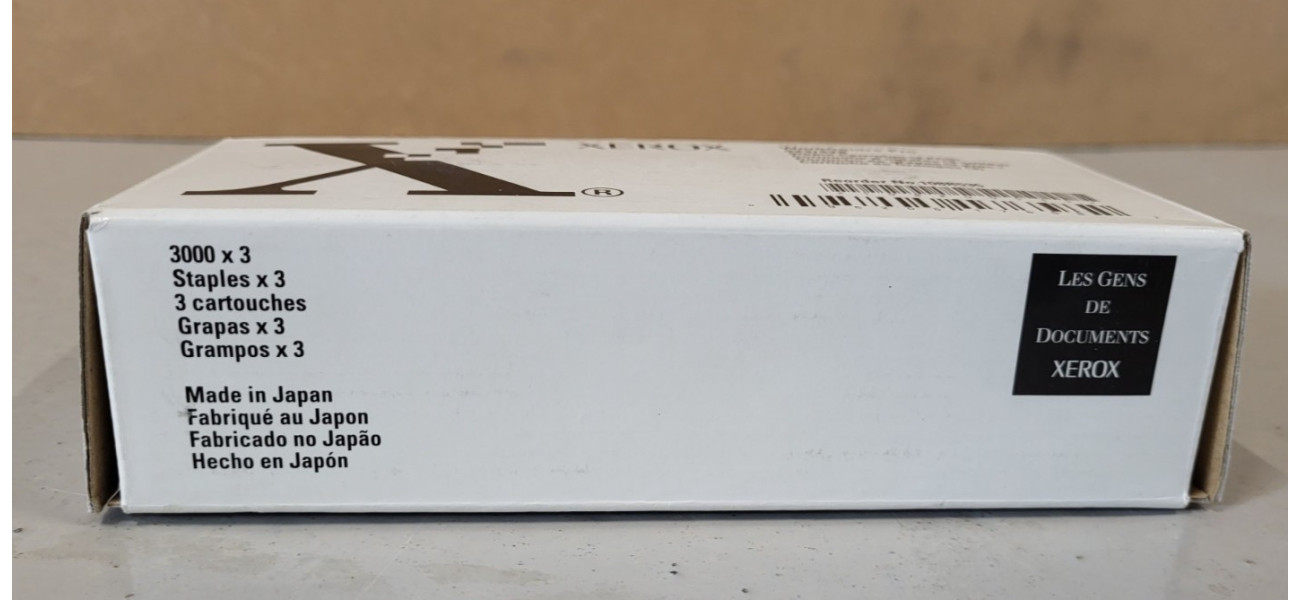 XEROX
®
3000 x 3
Staples x 3
3 cartouches
Grapas x 3
Grampos x 3
Made in Japan
Fabriqué au Japon
Fabricado no Japão
Hecho en Japón
LES GENS
DE
DOCUMENTS
XEROX